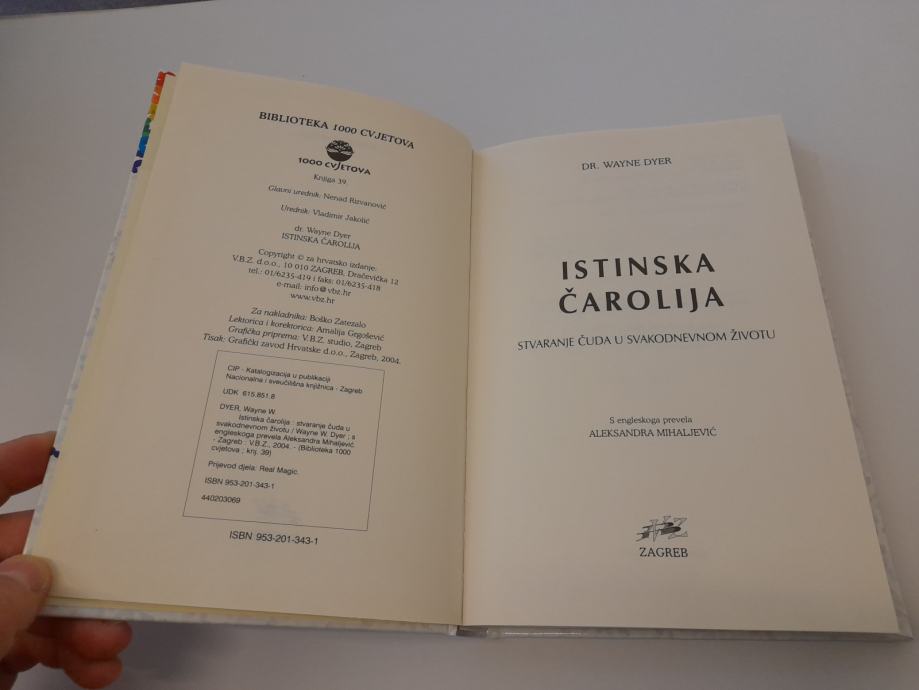 BIBLIOTEKA 1000 CVJETOVA
1000 CVJETOVA
Knjiga 39
Glavni urednik: Nenad Rizvanović
Urednik: Vladimir Jakolić
dr. Wayne Dyer
ISTINSKA ČAROLIJA
Copyright © za hrvatsko izdanje:
V.B.Z. d.o.o., 10 010 ZAGREB, Dračevička 12
tel.: 01/6235-419 i faks: 01/6235-418
e-mail: info@vbz.hr
www.vbz.hr
Za nakladnika: Boško Zatezalo
Lektorica i korektorica: Amalija Grgošević
Grafička priprema: V.B.Z. studio, Zagreb
Tisak: Grafički zavod Hrvatske d.o.o., Zagreb, 2004.
CIP - Katalogizacija u publikaciji
Nacionalna i sveučilišna knjižnica - Zagreb
UDK 615.851.8
DYER, Wayne W.
Istinska čarolija : stvaranje čuda u
svakodnevnom životu / Wayne W. Dyer ; s
engleskoga prevela Aleksandra Mihaljević.
- Zagreb : V.B.Z., 2004. - (Biblioteka 1000
cvjetova ; knj. 39)
Prijevod djela: Real Magic.
ISBN 953-201-343-1
440203069
ISBN 953-201-343-1
DR. WAYNE DYER
ISTINSKA
ČAROLIJA
STVARANJE ČUDA U SVAKODNEVNOM ŽIVOTU
S engleskoga prevela
ALEKSANDRA MIHALJEVIĆ
VBZ
ZAGREB